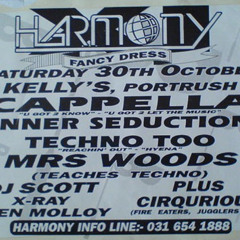 HARMONY
FANCY DRESS
ATURDAY 30TH October
KELLY'S, PORTRUSH
CAPPELLA
"U GOT 2 KNOW" - "U GOT 2 LET THE MUSIC"
NNER SEDUCTION
TECHNO TOO
"REACHIN' OUT" - "HYENA"
MRS WOODS
(TEACHES TECHNO)
DJ SCOTT PLUS
X-RAY CIRQURIOU
EN MOLLOY (FIRE EATERS, JUGGLERS
HARMONY INFO LINE:- 031 654 1888